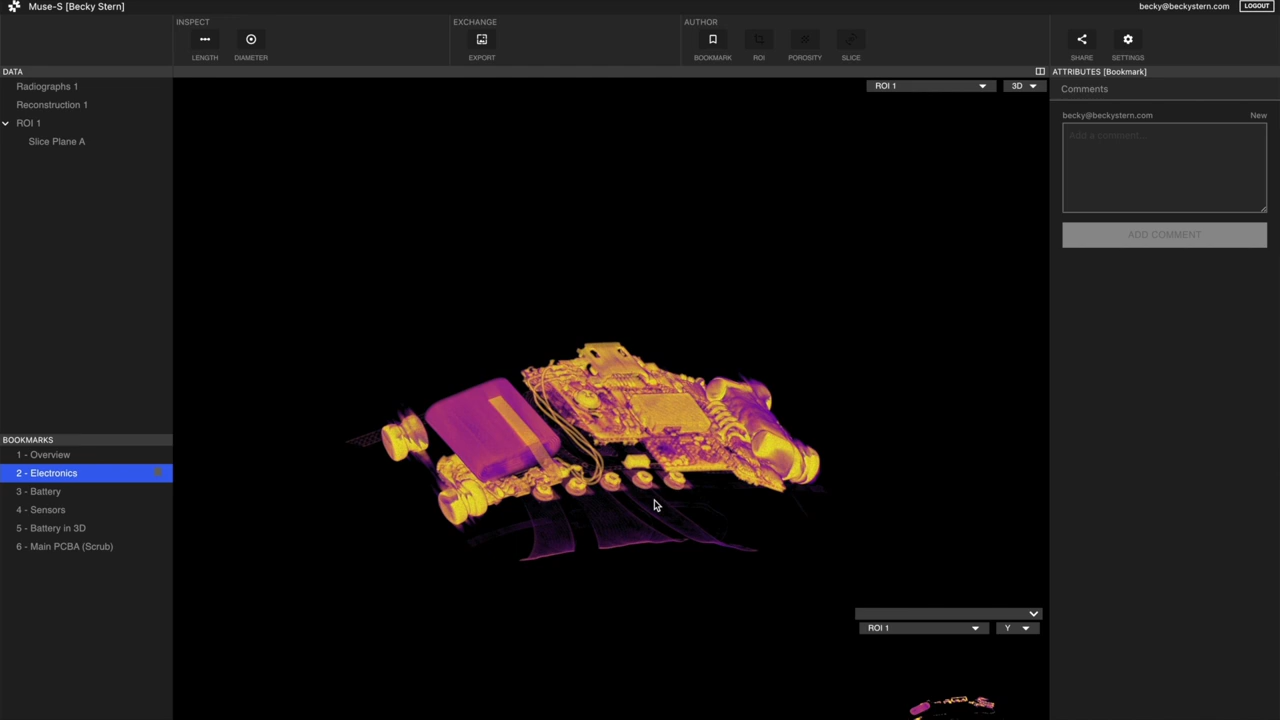 Muse-S [Becky Stern]
becky@beckystern.com
LOGOUT
INSPECT
LENGTH
DIAMETER
EXCHANGE
EXPORT
AUTHOR
BOOKMARK
ROI
POROSITY
SLICE
SHARE
SETTINGS
DATA
Radiographs 1
Reconstruction 1
ROI 1
Slice Plane A
BOOKMARKS
1 - Overview
2 - Electronics
3 - Battery
4 - Sensors
5 - Battery in 3D
6 - Main PCBA (Scrub)
ROI 1
3D
ROI 1
Y
ATTRIBUTES [Bookmark]
Comments
becky@beckystern.com
New
Add a comment...
ADD COMMENT